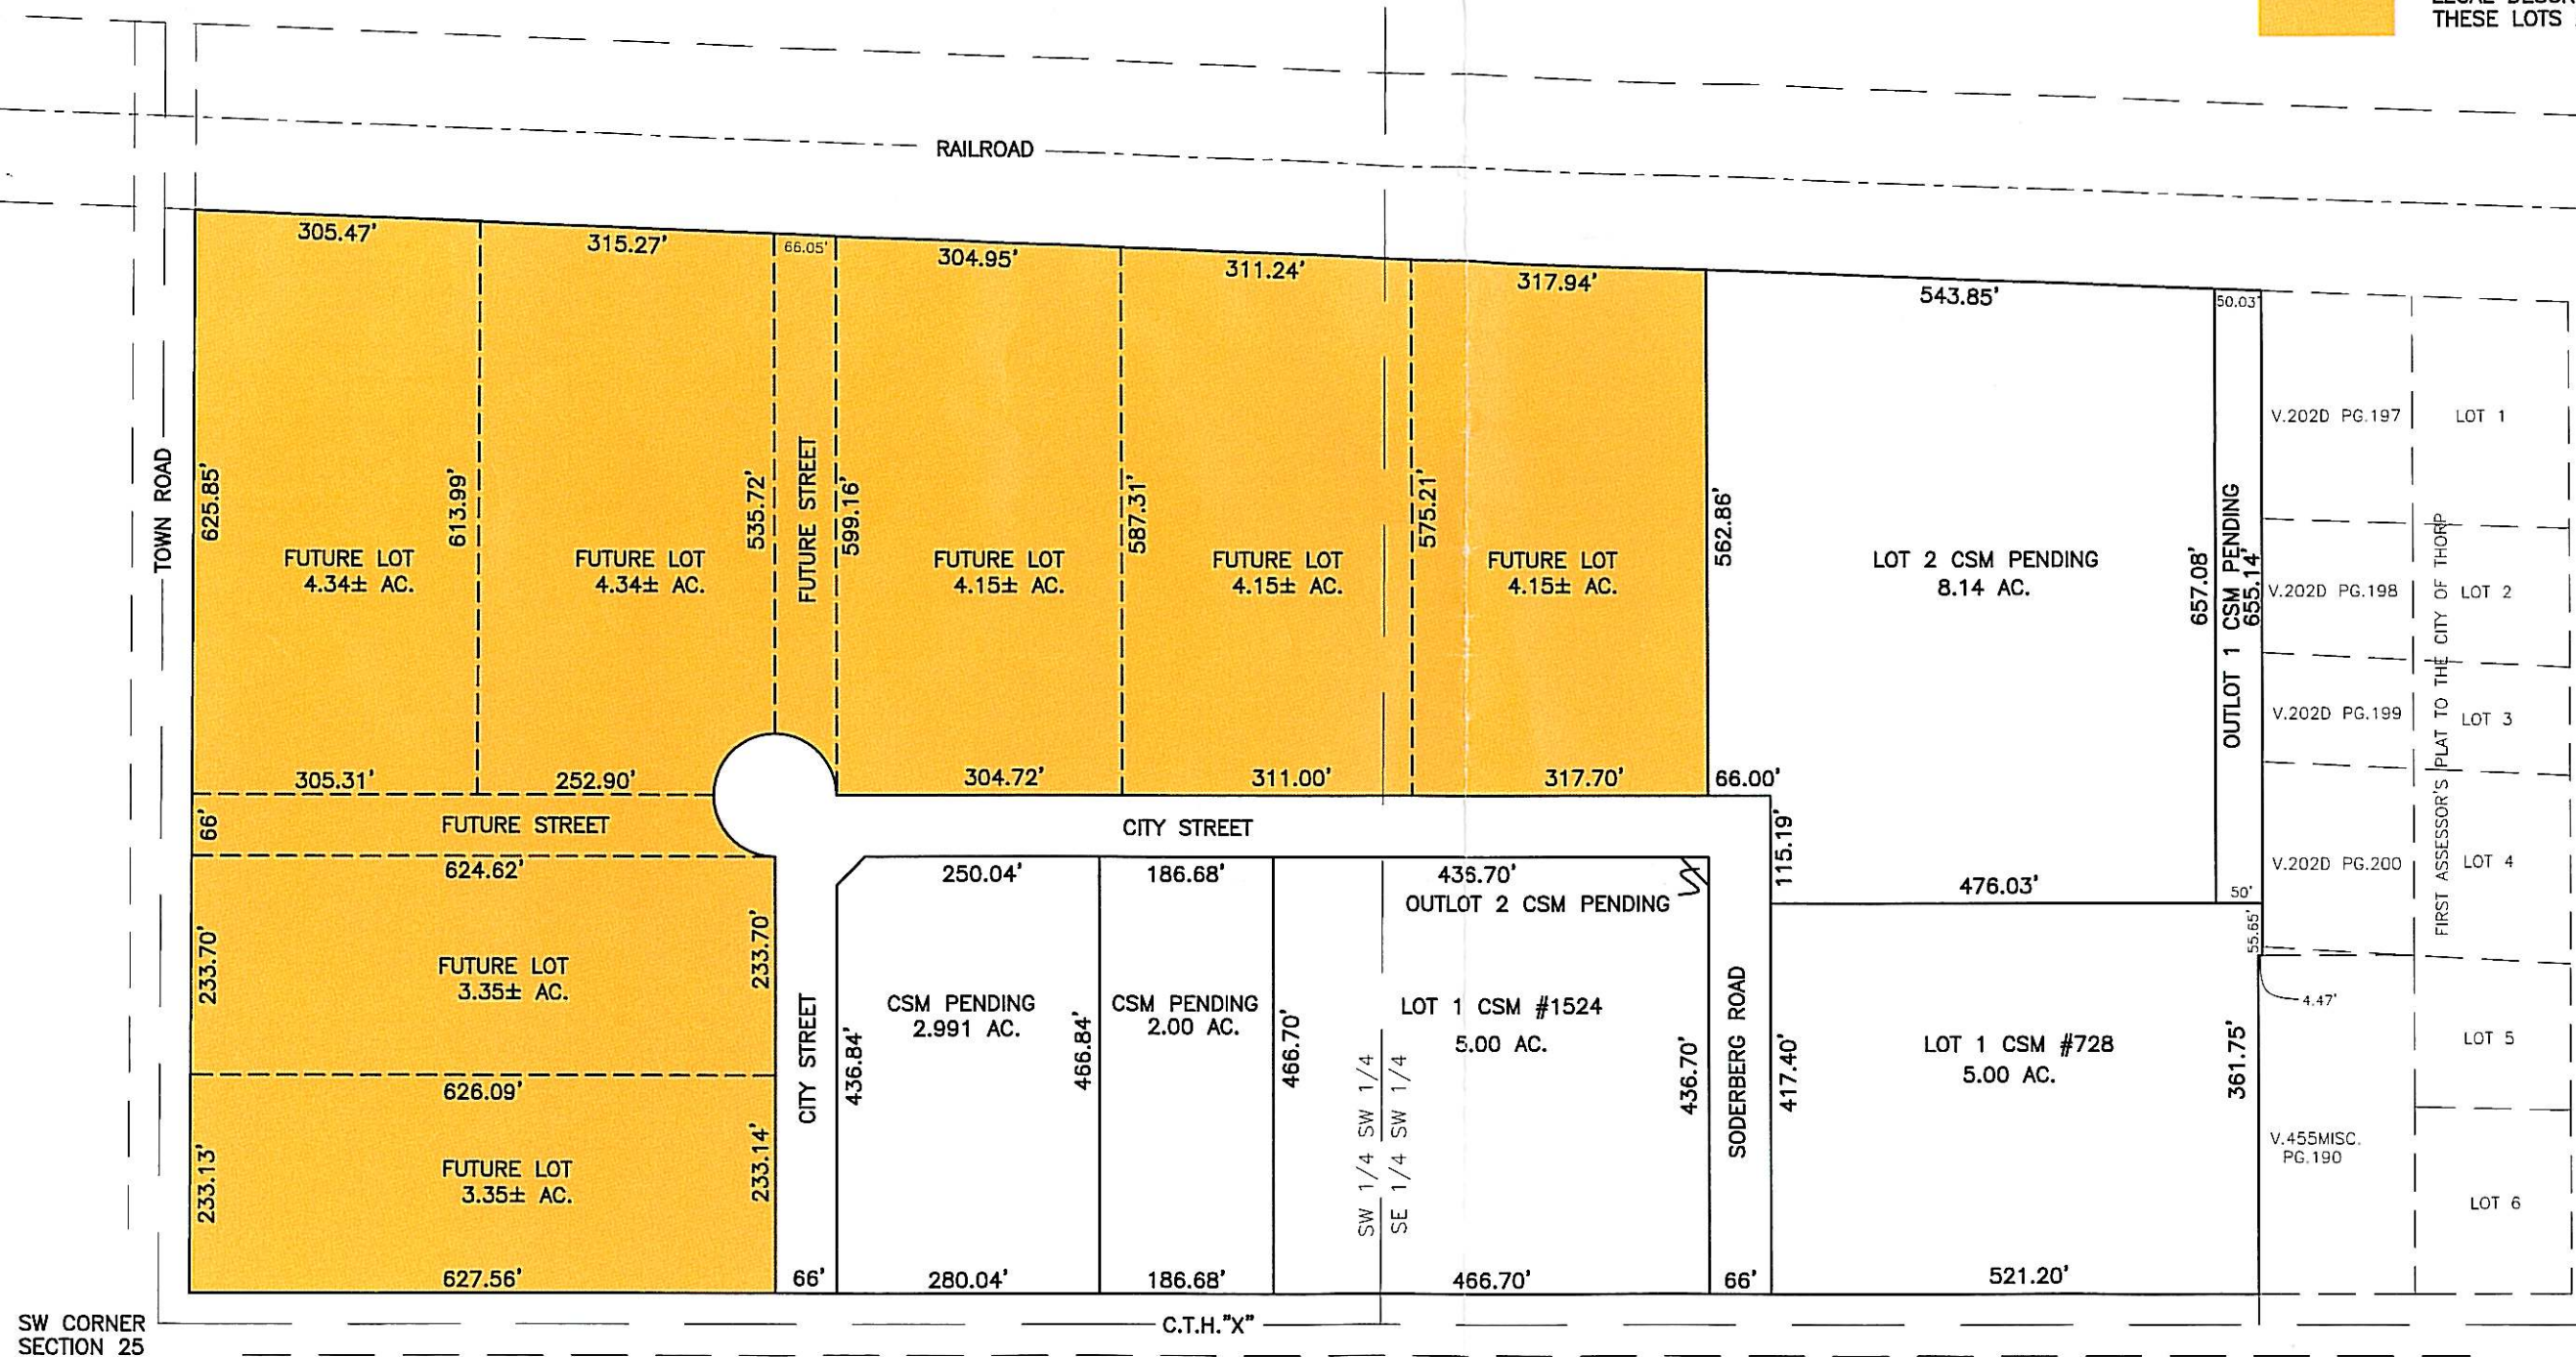 THESE LOTS
RAILROAD
305.47'
315.27'
66.05'
304.95'
311.24'
317.94'
543.85'
50.03'
TOWN ROAD
625.85'
613.99'
535.72'
FUTURE STREET
599.16'
587.31'
575.21'
562.86'
657.08'
OUTLOT 1 CSM PENDING
655.14'
FUTURE LOT
4.34± AC.
FUTURE LOT
4.34± AC.
FUTURE LOT
4.15± AC.
FUTURE LOT
4.15± AC.
FUTURE LOT
4.15± AC.
LOT 2 CSM PENDING
8.14 AC.
V.202D PG.197
LOT 1
V.202D PG.198
LOT 2
V.202D PG.199
LOT 3
V.202D PG.200
LOT 4
FIRST ASSESSOR'S PLAT TO THE CITY OF THORP
305.31'
252.90'
304.72'
311.00'
317.70'
66.00'
66'
FUTURE STREET
CITY STREET
115.19'
624.62'
250.04'
186.68'
436.70'
OUTLOT 2 CSM PENDING
476.03'
50'
55.65'
4.47'
233.70'
FUTURE LOT
3.35± AC.
233.70'
CITY STREET
436.84'
CSM PENDING
2.991 AC.
466.84'
CSM PENDING
2.00 AC.
466.70'
LOT 1 CSM #1524
5.00 AC.
436.70'
SODERBERG ROAD
417.40'
LOT 1 CSM #728
5.00 AC.
361.75'
LOT 5
626.09'
SW 1/4 SW 1/4
SE 1/4 SW 1/4
V.455MISC.
PG.190
LOT 6
233.13'
FUTURE LOT
3.35± AC.
233.14'
627.56'
66'
280.04'
186.68'
466.70'
66'
521.20'
SW CORNER
SECTION 25
C.T.H."X"